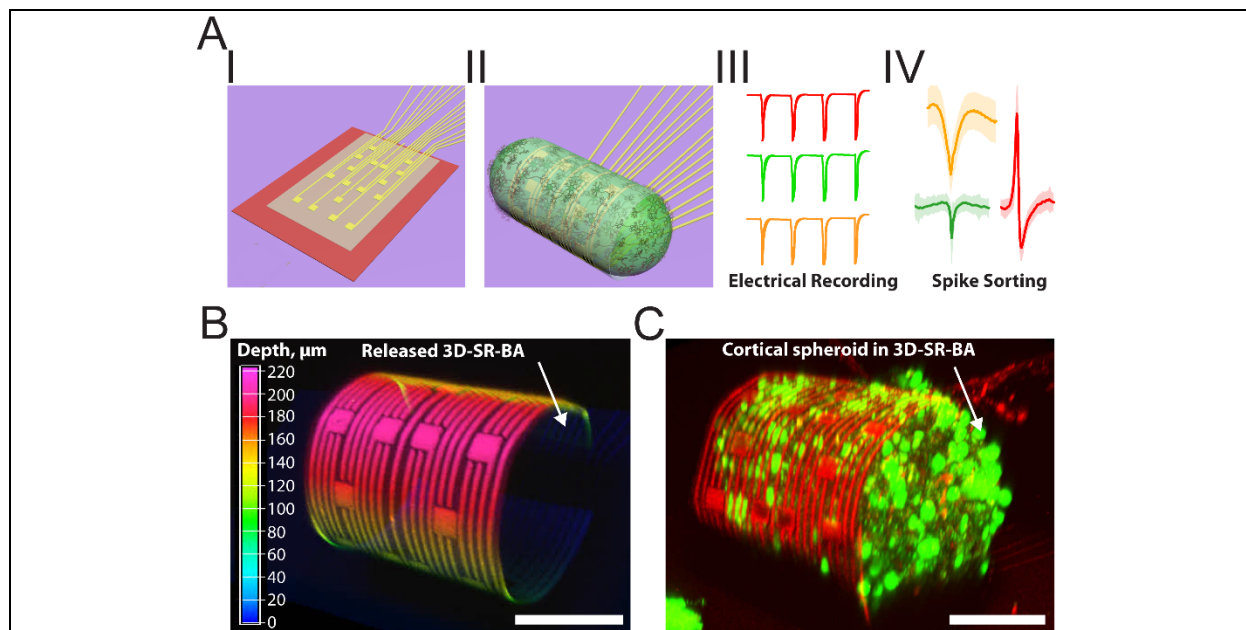 A
I
II
III
IV
Electrical Recording
Spike Sorting
B
Depth, μm
220
200
180
160
140
120
100
80
60
40
20
0
Released 3D-SR-BA
C
Cortical spheroid in 3D-SR-BA